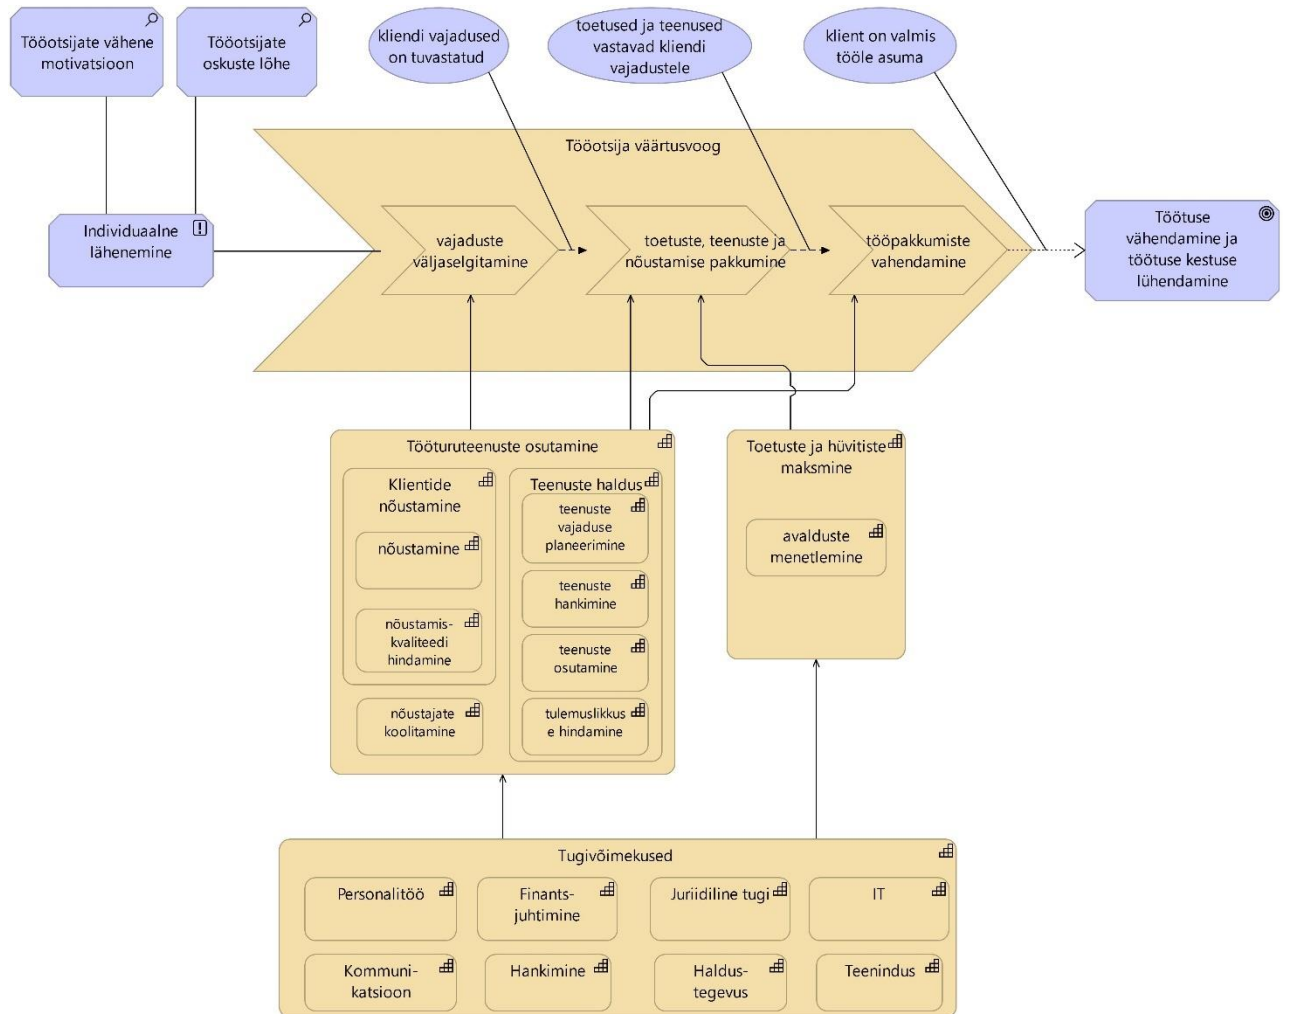 Tööotsijate vähene
motivatsioon
Tööotsijate
oskuste lõhe
kliendi vajadused
on tuvastatud
toetused ja teenused
vastavad kliendi
vajadustele
klient on valmis
tööle asuma
Tööotsija väärtusvoog
Individuaalne
lähenemine
vajaduste
väljaselgitamine
toetuste, teenuste ja
nõustamise pakkumine
tööpakkumiste
vahendamine
Töötuse
vähendamine ja
töötuse kestuse
lühendamine
Tööturuteenuste osutamine
Klientide
nõustamine
nõustamine
nõustamis-
kvaliteedi
hindamine
nõustajate
koolitamine
Teenuste haldus
teenuste
vajaduse
planeerimine
teenuste
hankimine
teenuste
osutamine
tulemuslikkus
e hindamine
Toetuste ja hüvitiste
maksmine
avalduste
menetlemine
Tugivõimekused
Personalitöö
Finants-
juhtimine
Juriidiline tugi
IT
Kommuni-
katsioon
Hankimine
Haldus-
tegevus
Teenindus